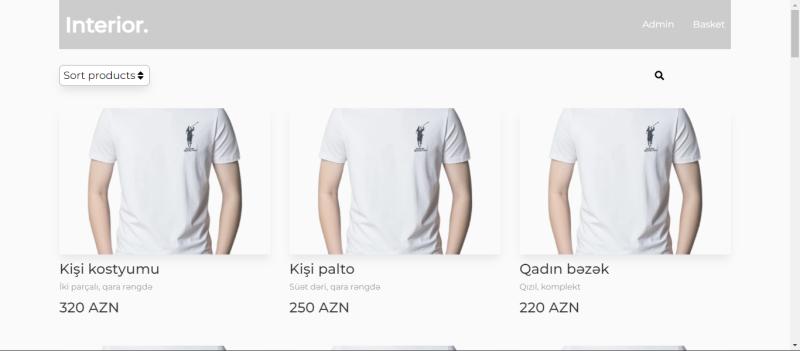 Interior.
Admin
Basket
Sort products
Kişi kostyumu
İki parçalı, qara rəngdə
320 AZN
Kişi palto
Süət dəri, qara rəngdə
250 AZN
Qadın bəzək
Qızıl, komplekt
220 AZN